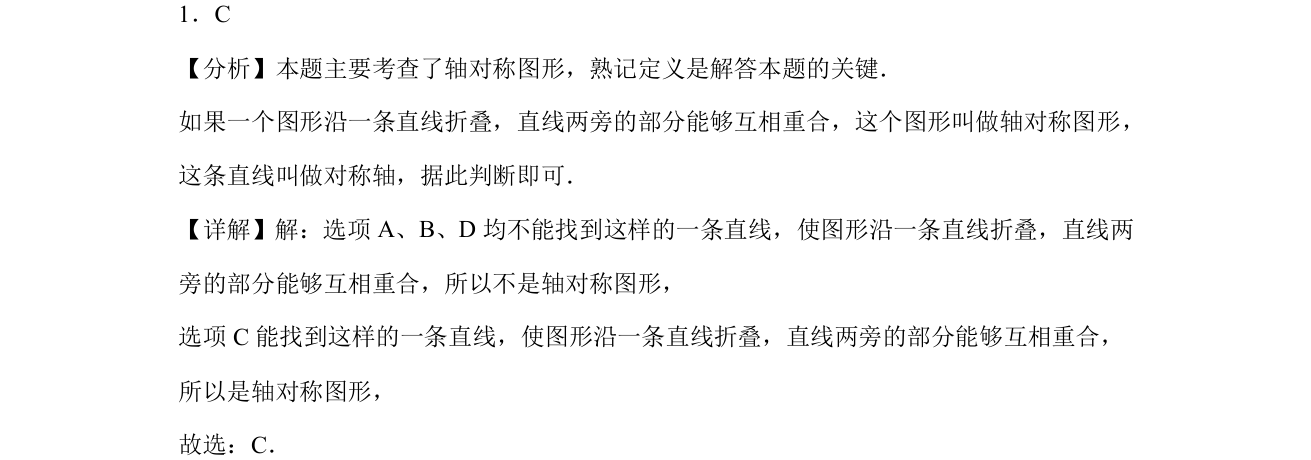 1．C
【分析】本题主要考查了轴对称图形，熟记定义是解答本题的关键．
如果一个图形沿一条直线折叠，直线两旁的部分能够互相重合，这个图形叫做轴对称图形，
这条直线叫做对称轴，据此判断即可．
【详解】解：选项 A、B、D 均不能找到这样的一条直线，使图形沿一条直线折叠，直线两
旁的部分能够互相重合，所以不是轴对称图形，
选项 C 能找到这样的一条直线，使图形沿一条直线折叠，直线两旁的部分能够互相重合，
所以是轴对称图形，
故选：C．